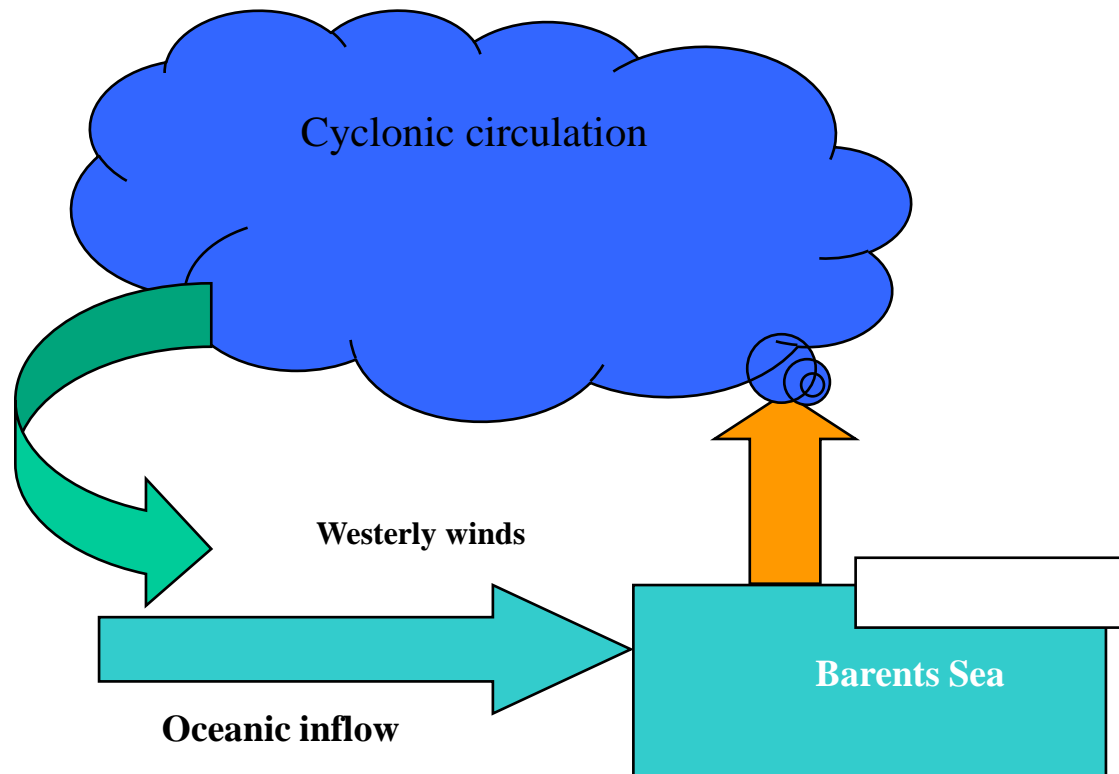 Cyclonic circulation
Westerly winds
Barents Sea
Oceanic inflow